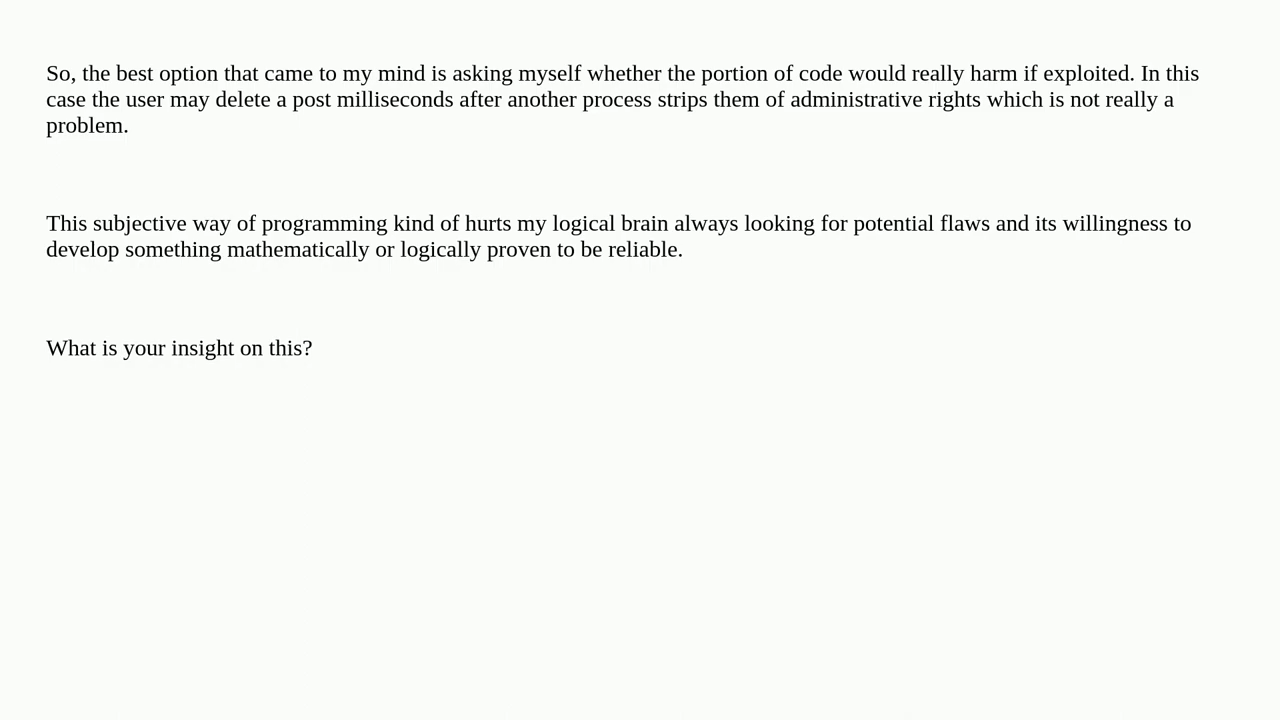 So, the best option that came to my mind is asking myself whether the portion of code would really harm if exploited. In this
case the user may delete a post milliseconds after another process strips them of administrative rights which is not really a
problem.
This subjective way of programming kind of hurts my logical brain always looking for potential flaws and its willingness to
develop something mathematically or logically proven to be reliable.
What is your insight on this?